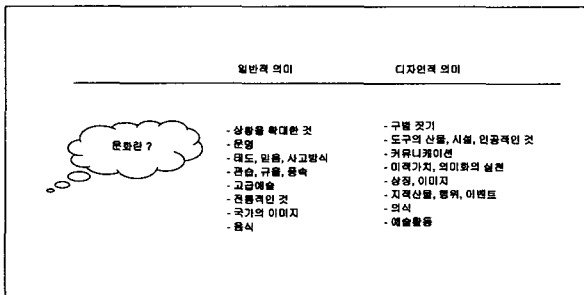 일반적 의미
디자인적 의미
문화란 ?
- 상황을 확대한 것
- 문명
- 태도, 믿음, 사고방식
- 관습, 규율, 풍속
- 고급예술
- 전통적인 것
- 국가의 이미지
- 음식
- 구별 짓기
- 도구의 산물, 시설, 인공적인 것
- 커뮤니케이션
- 미적가치, 의미화의 실천
- 상징, 이미지
- 지적산물, 행위, 이벤트
- 의식
- 예술활동